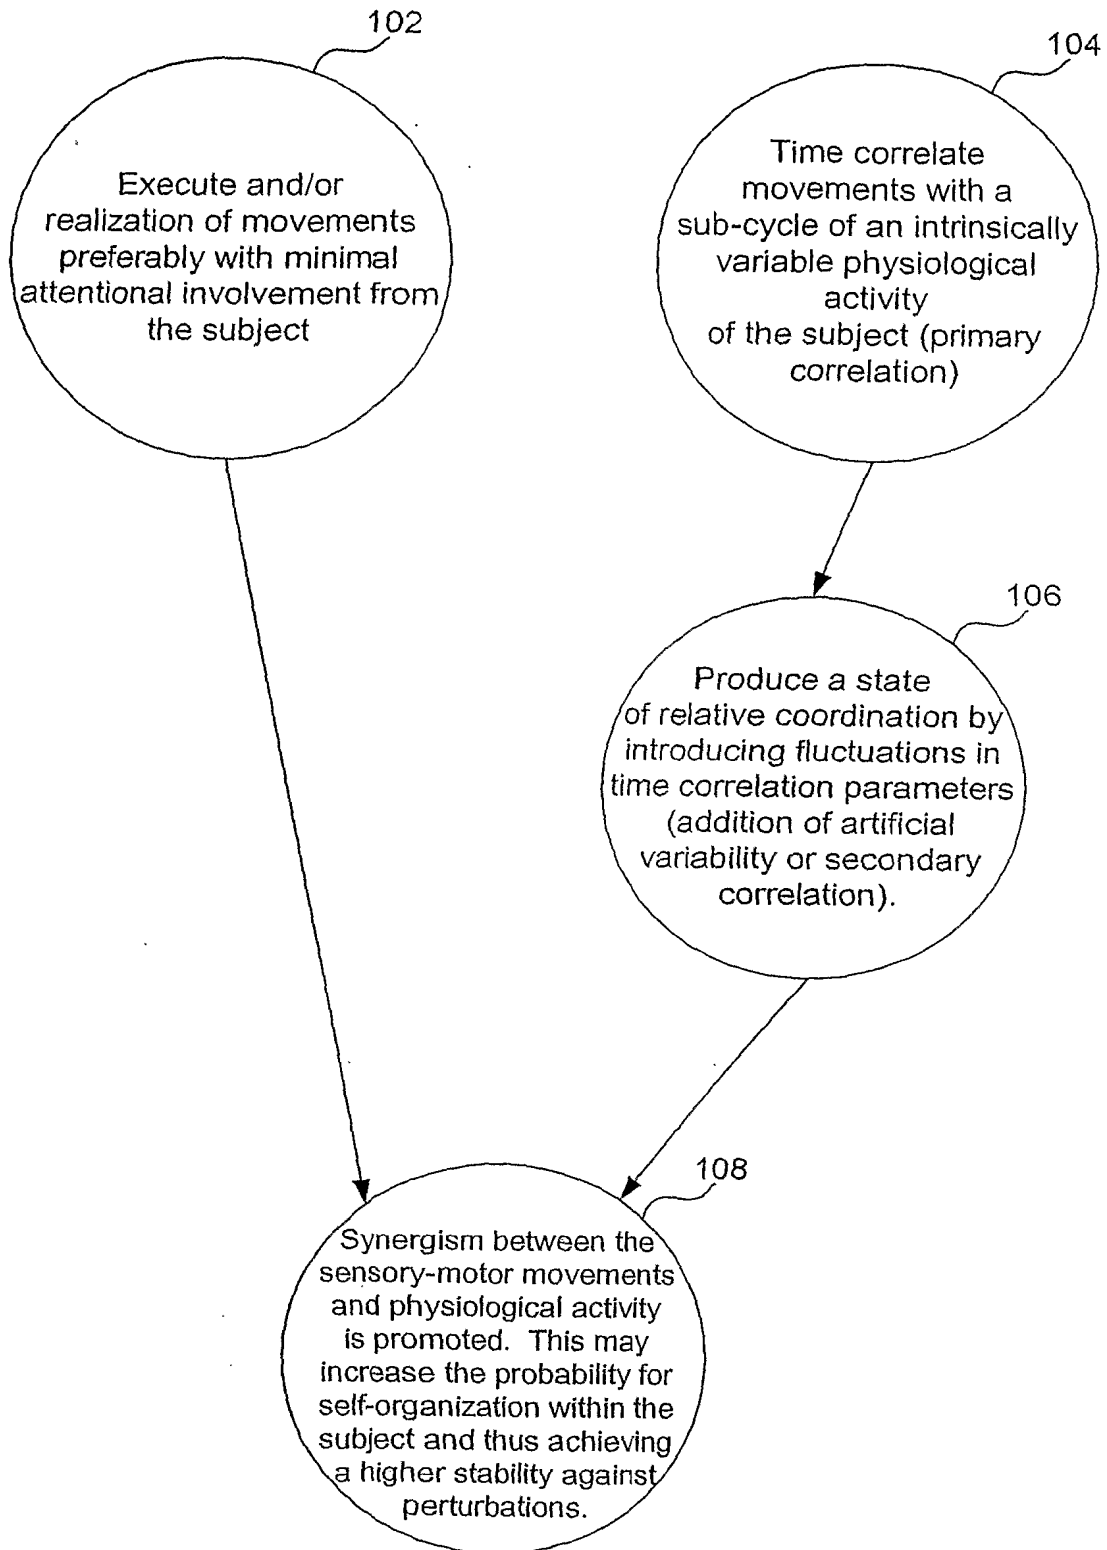 102
Execute and/or
realization of movements
preferably with minimal
attentional involvement from
the subject
104
Time correlate
movements with a
sub-cycle of an intrinsically
variable physiological
activity
of the subject (primary
correlation)
106
Produce a state
of relative coordination by
introducing fluctuations in
time correlation parameters
(addition of artificial
variability or secondary
correlation).
108
Synergism between the
sensory-motor movements
and physiological activity
is promoted. This may
increase the probability for
self-organization within the
subject and thus achieving
a higher stability against
perturbations.